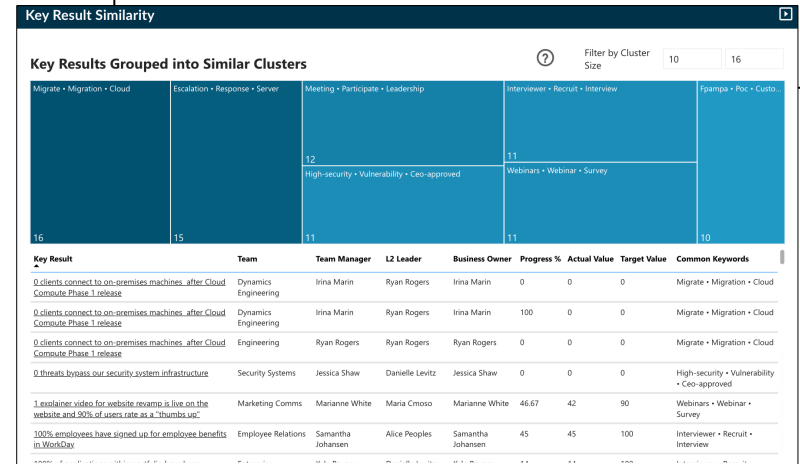 Key Result Similarity
Key Results Grouped into Similar Clusters
?
Filter by Cluster
Size
10
16
Migrate • Migration • Cloud
16
Escalation • Response • Server
15
Meeting • Participate • Leadership
12
High-security • Vulnerability • Ceo-approved
11
Interviewer • Recruit • Interview
11
Webinars • Webinar • Survey
11
Fpampa • Poc • Custo...
10
Key Result Team Team Manager L2 Leader Business Owner Progress % Actual Value Target Value Common Keywords
0 clients connect to on-premises machines after Cloud
Compute Phase 1 release
Dynamics
Engineering
Irina Marin Ryan Rogers Irina Marin 0 0 0 Migrate • Migration • Cloud
0 clients connect to on-premises machines after Cloud
Compute Phase 1 release
Dynamics
Engineering
Irina Marin Ryan Rogers Irina Marin 100 0 0 Migrate • Migration • Cloud
0 clients connect to on-premises machines after Cloud
Compute Phase 1 release
Engineering Ryan Rogers Ryan Rogers Ryan Rogers 0 0 0 Migrate • Migration • Cloud
0 threats bypass our security system infrastructure Security Systems Jessica Shaw Danielle Levitz Jessica Shaw 0 0 0 High-security • Vulnerability
• Ceo-approved
1 explainer video for website revamp is live on the
website and 90% of users rate as a "thumbs up"
Marketing Comms Marianne White Maria Cmoso Marianne White 46.67 42 90 Webinars • Webinar •
Survey
100% employees have signed up for employee benefits
in WorkDay
Employee Relations Samantha
Johansen
Alice Peoples Samantha
Johansen
45 45 100 Interviewer • Recruit •
Interview